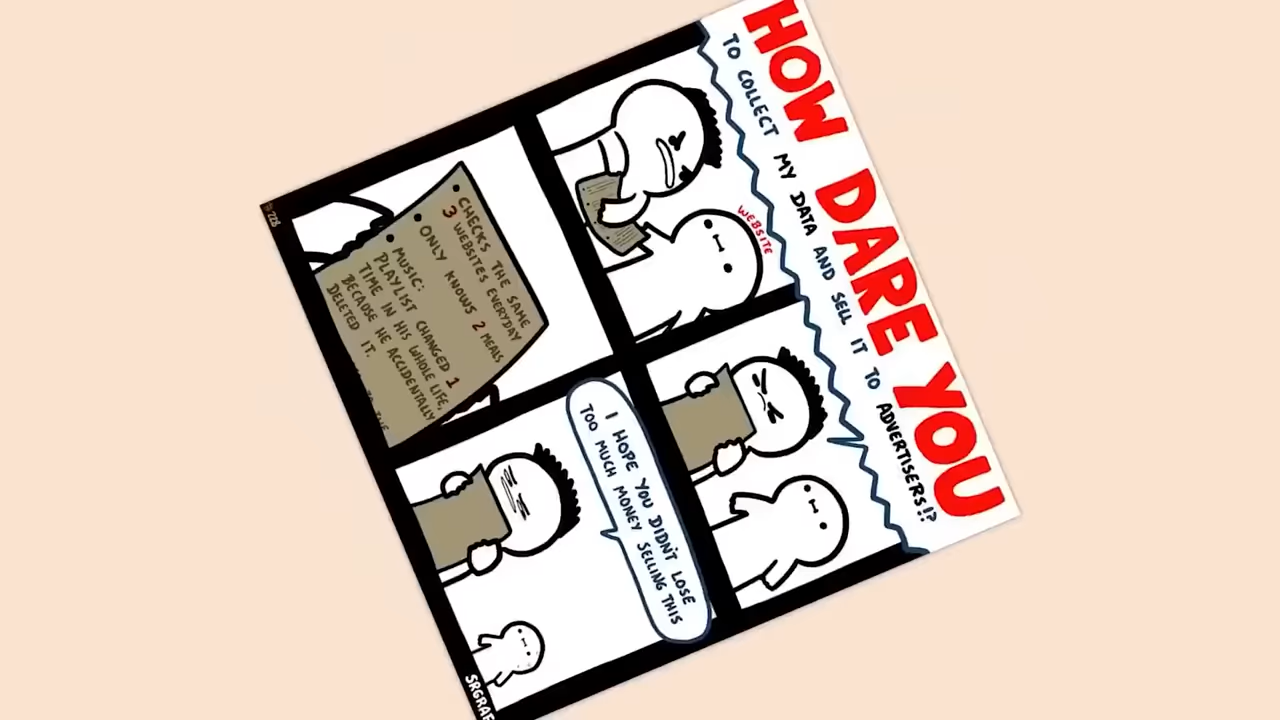 HOW DARE YOU
TO COLLECT MY DATA AND SELL IT TO ADVERTISERS!?
WEBSITE
• CHECKS THE SAME
3 WEBSITES EVERYDAY
• ONLY KNOWS 2 MEALS
• MUSIC:
PLAYLIST CHANGED 1
TIME IN HIS WHOLE LIFE,
BECAUSE HE ACCIDENTALLY
DELETED IT.
I HOPE YOU DIDN'T LOSE
TOO MUCH MONEY SELLING THIS
#228